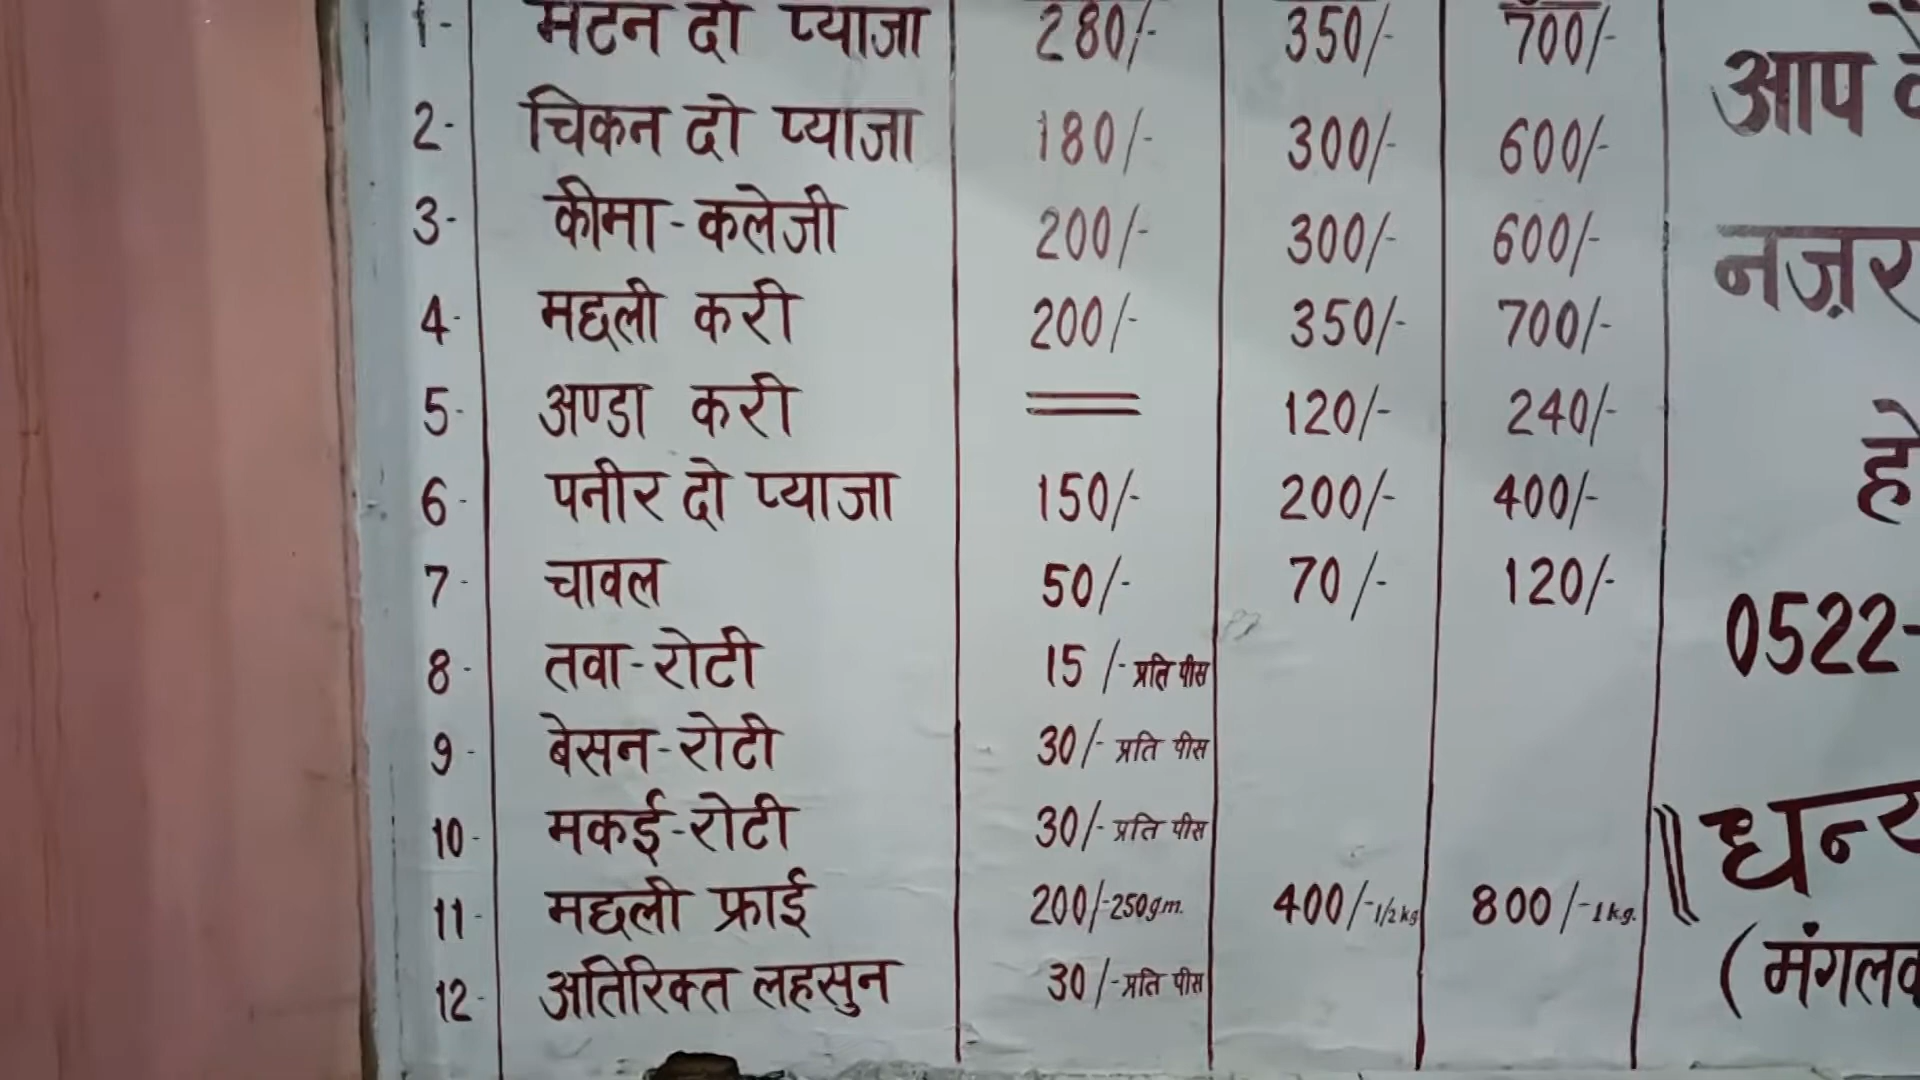 1- मटन दो प्याजा 280/- 350/- 700/-
2- चिकन दो प्याजा 180/- 300/- 600/-
3- कीमा-कलेजी 200/- 300/- 600/-
4- मछली करी 200/- 350/- 700/-
5- अण्डा करी 120/- 240/-
6- पनीर दो प्याजा 150/- 200/- 400/-
7- चावल 50/- 70/- 120/-
8- तवा-रोटी 15/- प्रति पीस
9- बेसन-रोटी 30/- प्रति पीस
10- मकई-रोटी 30/- प्रति पीस
11- मछली फ्राई 200/-250gm. 400/-1/2kg 800/-1kg.
12- अतिरिक्त लहसुन 30/-प्रति पीस
आप
नज़र
हे
0522-